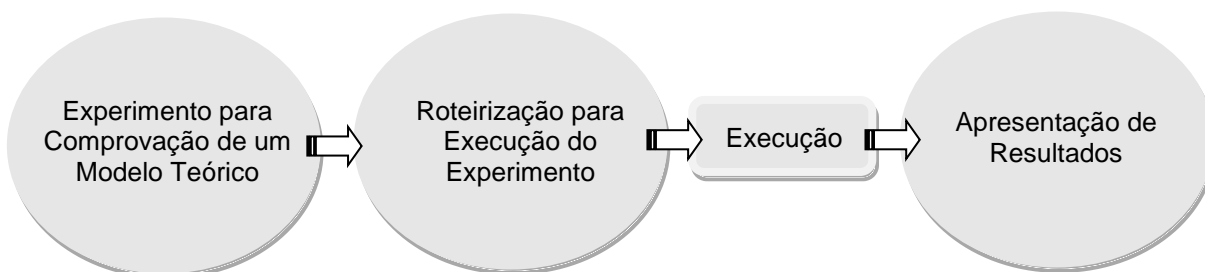 Experimento para
Comprovação de um
Modelo Teórico
Roteirização para
Execução do
Experimento
Execução
Apresentação de
Resultados